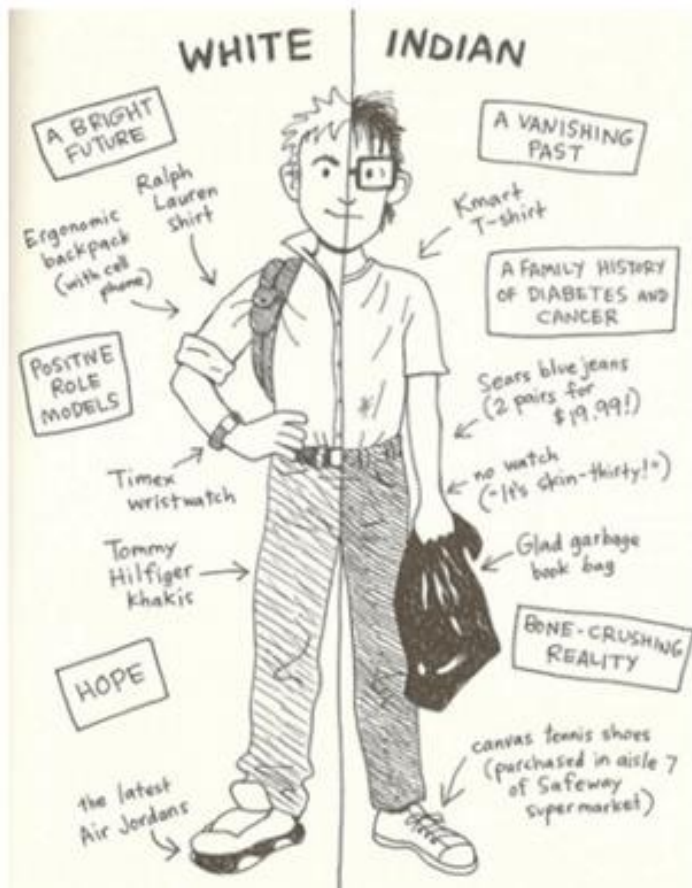 WHITE
INDIAN
A BRIGHT
FUTURE
Ralph
Lauren
shirt
Ergonomic
backpack
(with cell
phone)
POSITIVE
ROLE
MODELS
Timex
wristwatch
Tommy
Hilfiger
khakis
HOPE
the latest
Air Jordans
A VANISHING
PAST
Kmart
T-shirt
A FAMILY HISTORY
OF DIABETES AND
CANCER
Sears blue jeans
(2 pairs for
$19.99!)
no watch
("It's skin-thirty!")
Glad garbage
book bag
BONE-CRUSHING
REALITY
canvas tennis shoes
(purchased in aisle 7
of Safeway
supermarket)